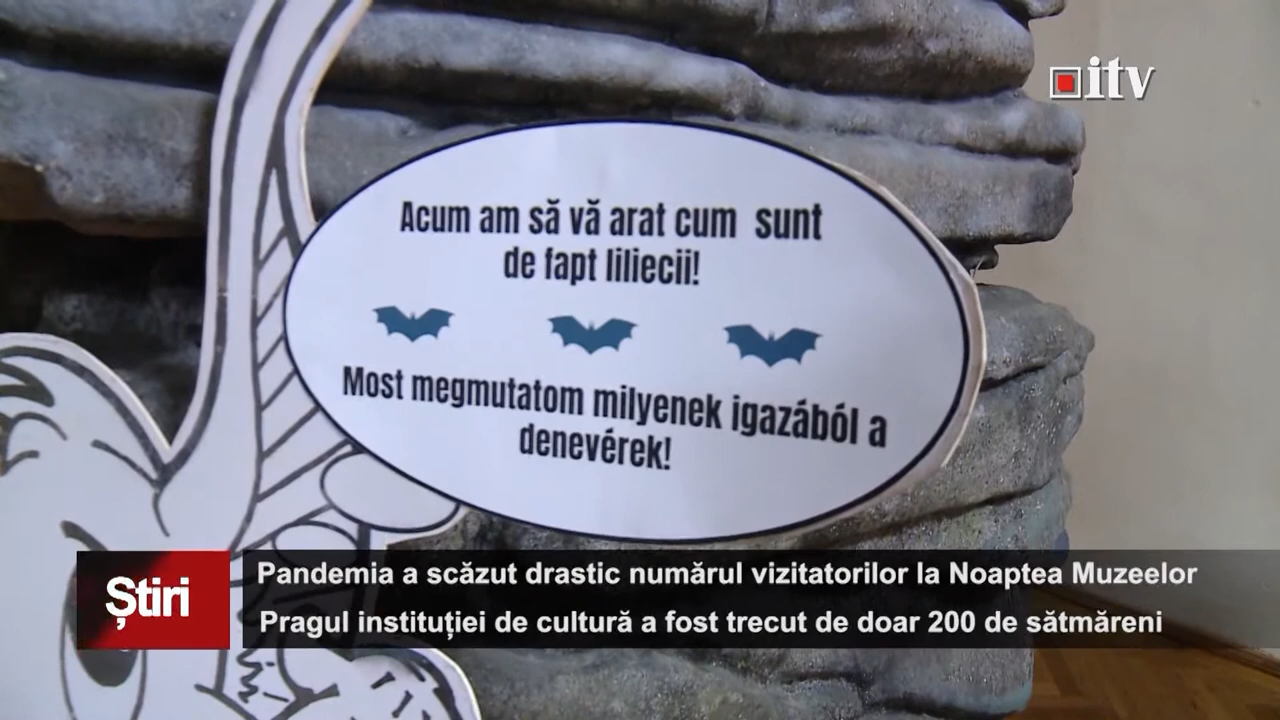 itv
Acum am să vă arat cum sunt
de fapt liliecii!
Most megmutatom milyenek igazából a
denevérek!
Știri
Pandemia a scăzut drastic numărul vizitatorilor la Noaptea Muzeelor
Pragul instituției de cultură a fost trecut de doar 200 de sătmăreni